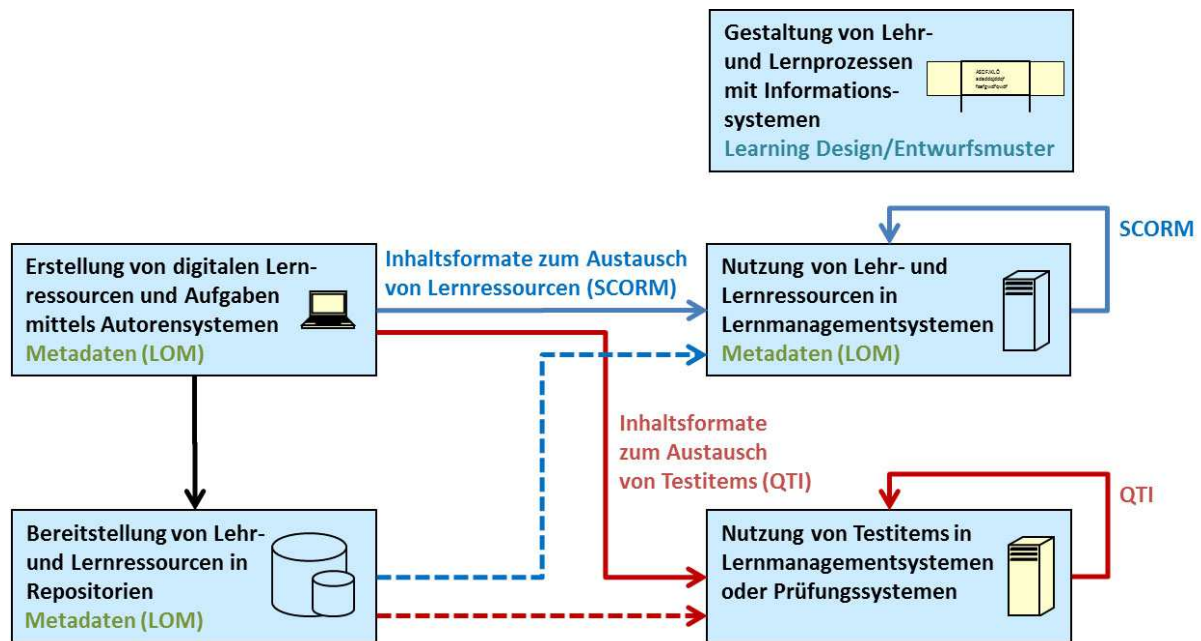 Gestaltung von Lehr-
und Lernprozessen
mit Informations-
systemen
Learning Design/Entwurfsmuster
SCORM
Erstellung von digitalen Lern-
ressourcen und Aufgaben
mittels Autorensystemen
Metadaten (LOM)
Inhaltsformate zum Austausch
von Lernressourcen (SCORM)
Nutzung von Lehr- und
Lernressourcen in
Lernmanagementsystemen
Metadaten (LOM)
Inhaltsformate
zum Austausch
von Testitems (QTI)
QTI
Bereitstellung von Lehr-
und Lernressourcen in
Repositorien
Metadaten (LOM)
Nutzung von Testitems in
Lernmanagementsystemen
oder Prüfungssystemen